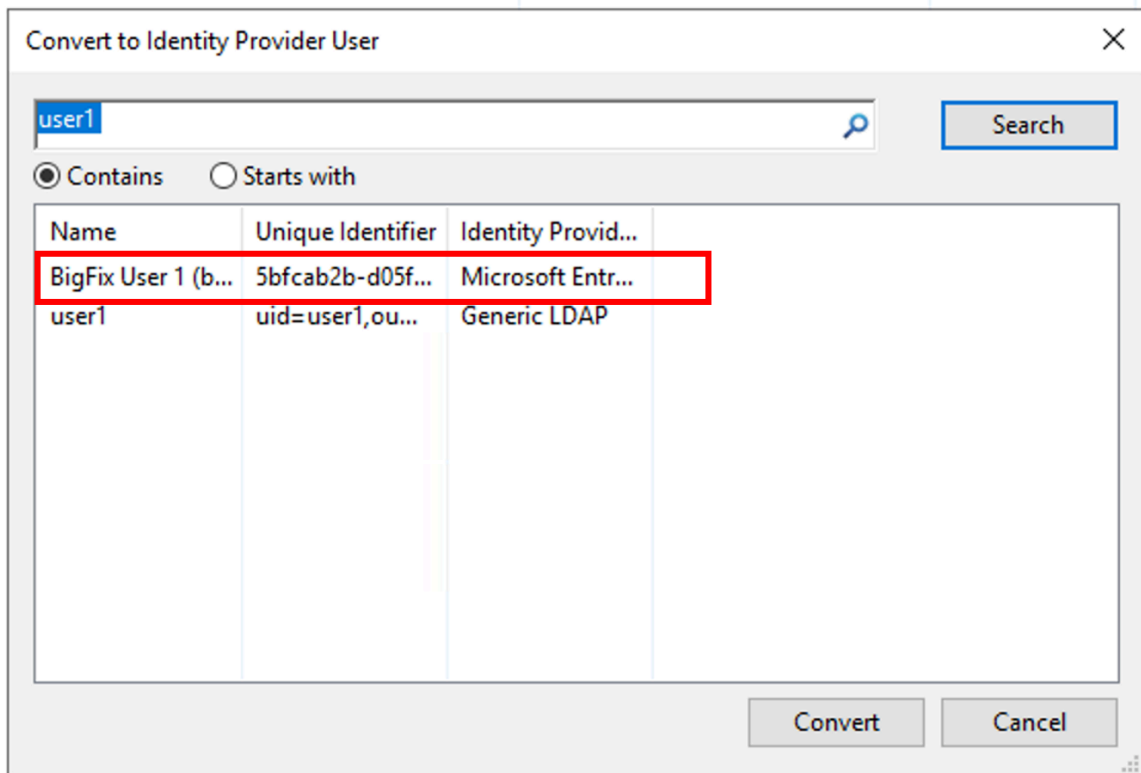 Convert to Identity Provider User
user1
Search
Contains Starts with
Name Unique Identifier Identity Provid...
BigFix User 1 (b... 5bfcab2b-d05f... Microsoft Entr...
user1 uid=user1,ou... Generic LDAP
Convert Cancel